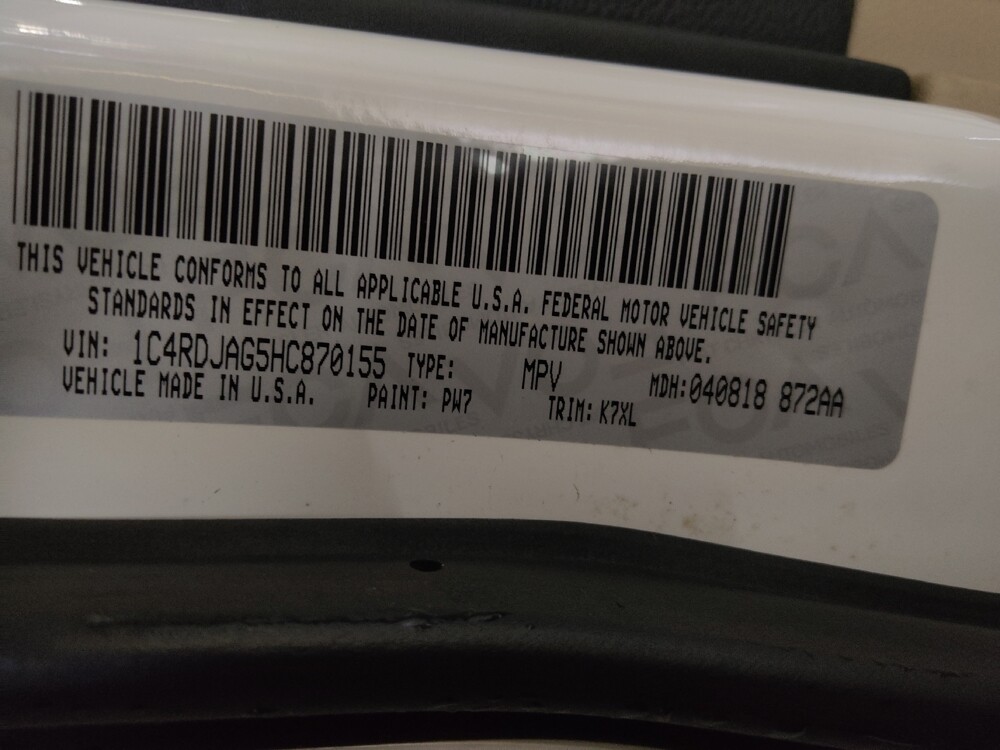 THIS VEHICLE CONFORMS TO ALL APPLICABLE U.S.A. FEDERAL MOTOR VEHICLE SAFETY
STANDARDS IN EFFECT ON THE DATE OF MANUFACTURE SHOWN ABOVE.
VIN: 1C4RDJAG5HC870155 TYPE: MPV MDH:040818 872AA
VEHICLE MADE IN U.S.A. PAINT: PW7 TRIM: K7XL